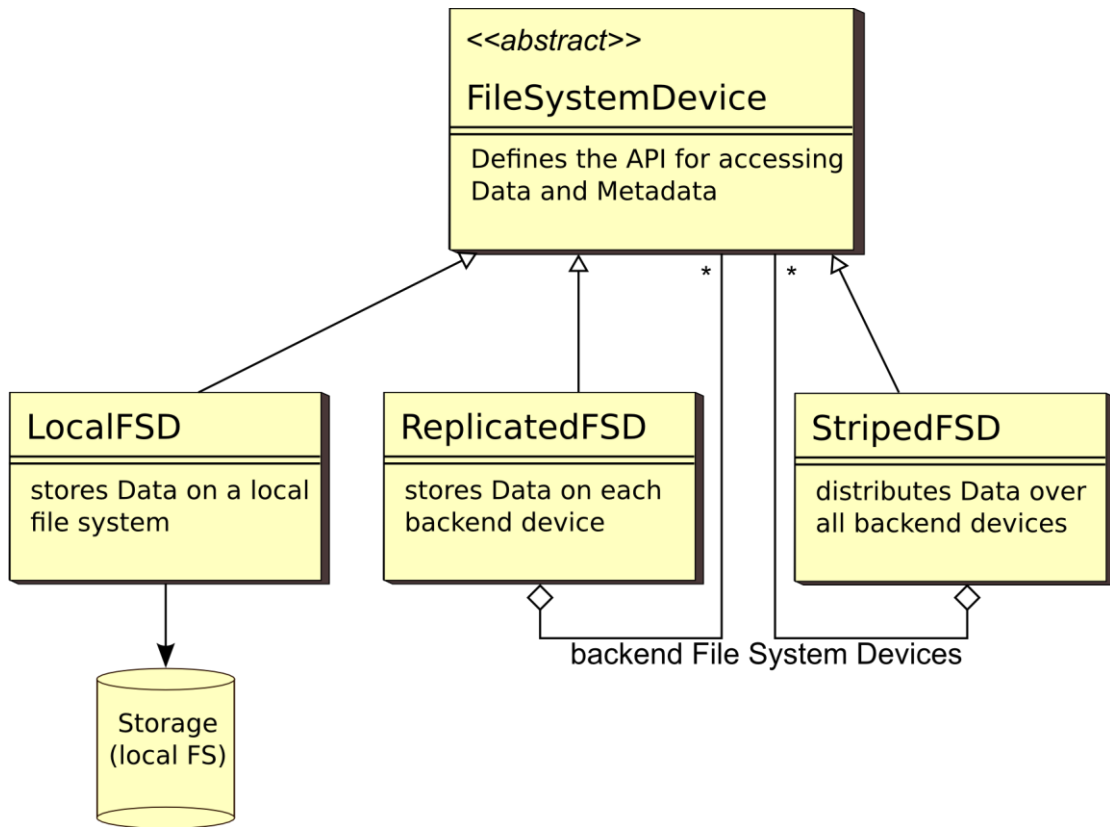 <<abstract>>
FileSystemDevice
Defines the API for accessing
Data and Metadata
*
*
LocalFSD
stores Data on a local
file system
ReplicatedFSD
stores Data on each
backend device
StripedFSD
distributes Data over
all backend devices
backend File System Devices
Storage
(local FS)